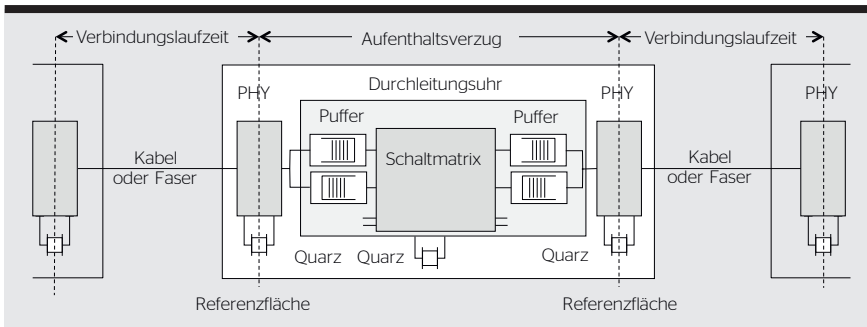 Verbindungslaufzeit Aufenthaltsverzug Verbindungslaufzeit
Durchleitungsuhr
PHY PHY PHY
Puffer Puffer
Schaltmatrix
Kabel
oder Faser
Kabel
oder Faser
Quarz Quarz Quarz
Referenzfläche Referenzfläche